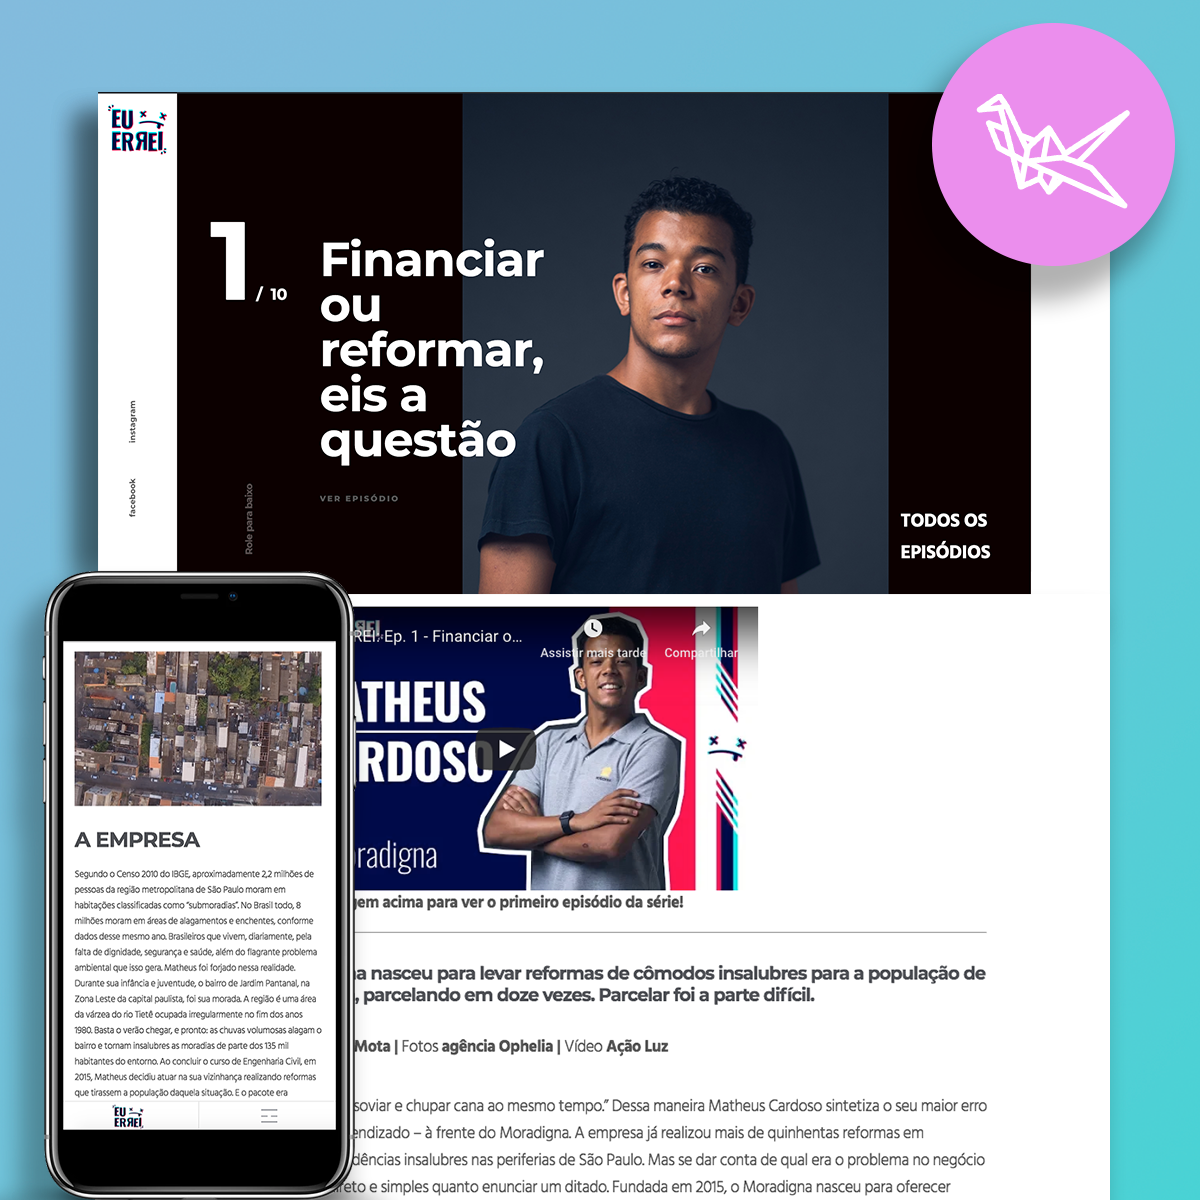 EU
ERREI
1 / 10
Financiar
ou
reformar,
eis a
questão
VER EPISÓDIO
instagram
facebook
Role para baixo
TODOS OS
EPISÓDIOS
Ep. 1 - Financiar o...
Assistir mais tarde
Compartilhar
ATHEUS
RDOSO
oradigna
acima para ver o primeiro episódio da série!
nasceu para levar reformas de cômodos insalubres para a população de
, parcelando em doze vezes. Parcelar foi a parte difícil.
Mota | Fotos agência Ophelia | Vídeo Ação Luz
soviar e chupar cana ao mesmo tempo.” Dessa maneira Matheus Cardoso sintetiza o seu maior erro
endizado – à frente do Moradigna. A empresa já realizou mais de quinhentas reformas em
dências insalubres nas periferias de São Paulo. Mas se dar conta de qual era o problema no negócio
reto e simples quanto enunciar um ditado. Fundada em 2015, o Moradigna nasceu para oferecer
A EMPRESA
Segundo o Censo 2010 do IBGE, aproximadamente 2,2 milhões de
pessoas da região metropolitana de São Paulo moram em
habitações classificadas como “submoradias”. No Brasil todo, 8
milhões moram em áreas de alagamentos e enchentes, conforme
dados desse mesmo ano. Brasileiros que vivem, diariamente, pela
falta de dignidade, segurança e saúde, além do flagrante problema
ambiental que isso gera. Matheus foi forjado nessa realidade.
Durante sua infância e juventude, o bairro de Jardim Pantanal, na
Zona Leste da capital paulista, foi sua morada. A região é uma área
da várzea do rio Tietê ocupada irregularmente no fim dos anos
1980. Basta o verão chegar, e pronto: as chuvas volumosas alagam o
bairro e tornam insalubres as moradias de parte dos 135 mil
habitantes do entorno. Ao concluir o curso de Engenharia Civil, em
2015, Matheus decidiu atuar na sua vizinhança realizando reformas
que tirassem a população daquela situação. E o pacote era
EU
ERREI